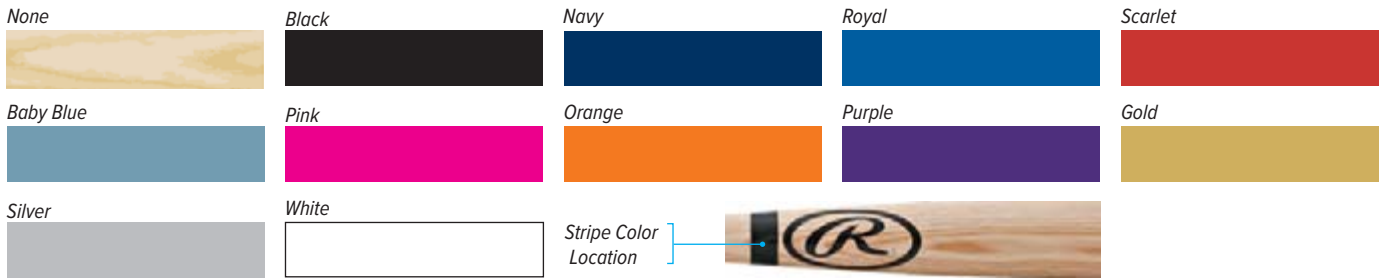 None
Black
Navy
Royal
Scarlet
Baby Blue
Pink
Orange
Purple
Gold
Silver
White
Stripe Color
Location
R